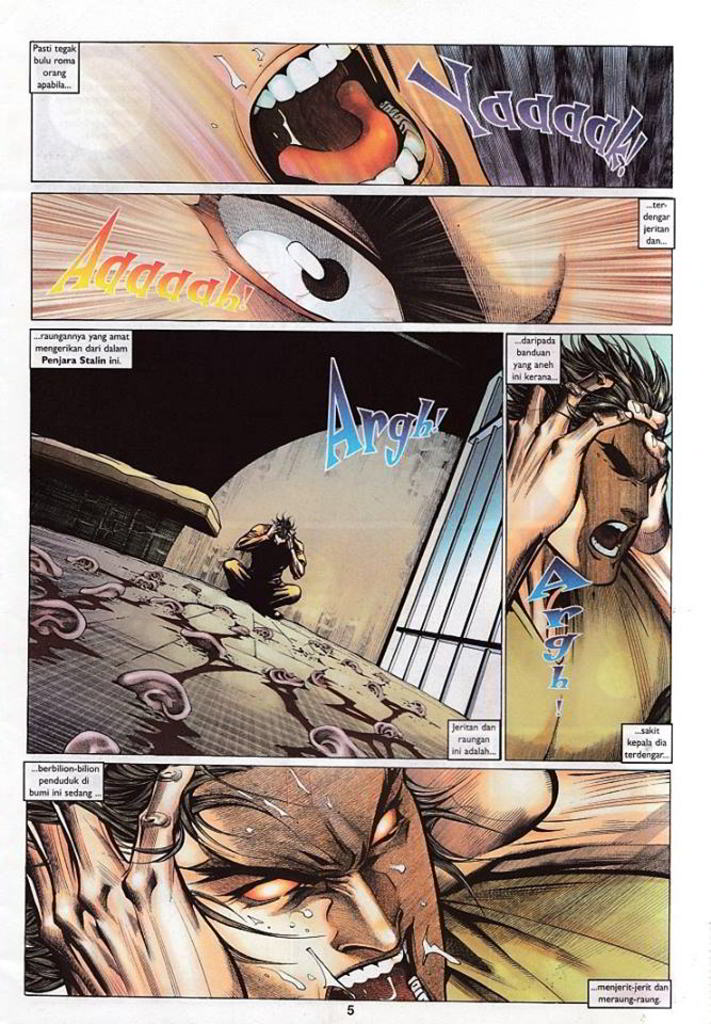 Pasti tegak
bulu roma
orang
apabila...
Yaaaak!
...ter-
dengar
jeritan
dan...
Aaaaah!
...raungannya yang amat
mengerikan dari dalam
Penjara Stalin ini.
Argh!
...daripada
banduan
yang aneh
ini kerana...
Argh!
Jeritan dan
raungan
ini adalah...
...sakit
kepala dia
terdengar...
...berbilion-bilion
penduduk di
bumi ini sedang ...
...menjerit-jerit dan
meraung-raung.
5